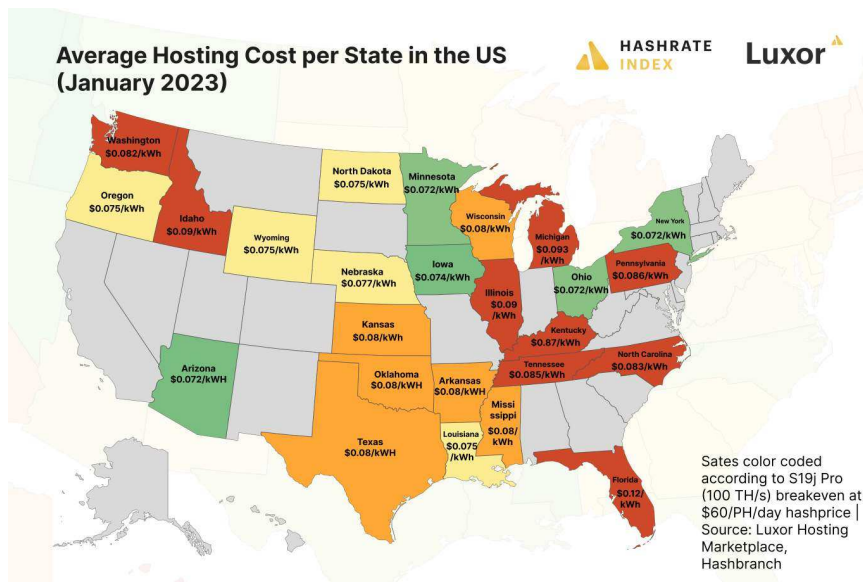 Average Hosting Cost per State in the US
(January 2023)
HASHRATE
INDEX
Luxor
Washington
$0.082/kWh
Oregon
$0.075/kWh
Idaho
$0.09/kWh
Wyoming
$0.075/kWh
North Dakota
$0.075/kWh
Minnesota
$0.072/kWh
Wisconsin
$0.08/kWh
Michigan
$0.093
/kWh
New York
$0.072/kWh
Pennsylvania
$0.086/kWh
Nebraska
$0.077/kWh
Iowa
$0.074/kWh
Illinois
$0.09
/kWh
Ohio
$0.072/kWh
Kansas
$0.08/kWh
Kentucky
$0.87/kWh
Tennessee
$0.085/kWh
North Carolina
$0.083/kWh
Arizona
$0.072/kWH
Oklahoma
$0.08/kWH
Arkansas
$0.08/kWH
Missi
ssippi
$0.08/
kWh
Texas
$0.08/kWH
Louisiana
$0.075
/kWh
Florida
$0.12/
kWh
Sates color coded
according to S19j Pro
(100 TH/s) breakeven at
$60/PH/day hashprice |
Source: Luxor Hosting
Marketplace,
Hashbranch